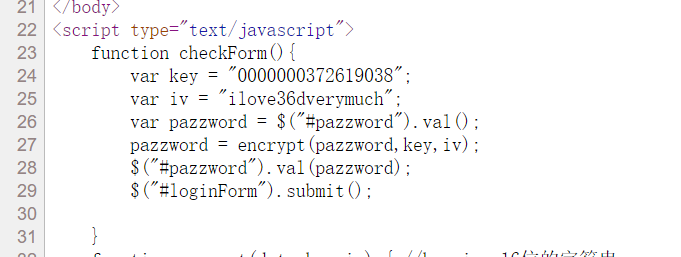 21 </body>
22 <script type="text/javascript">
23 function checkForm(){
24 var key = "0000000372619038";
25 var iv = "ilove36dverymuch";
26 var pazzword = $("#pazzword").val();
27 pazzword = encrypt(pazzword,key,iv);
28 $("#pazzword").val(pazzword);
29 $("#loginForm").submit();
30
31 }